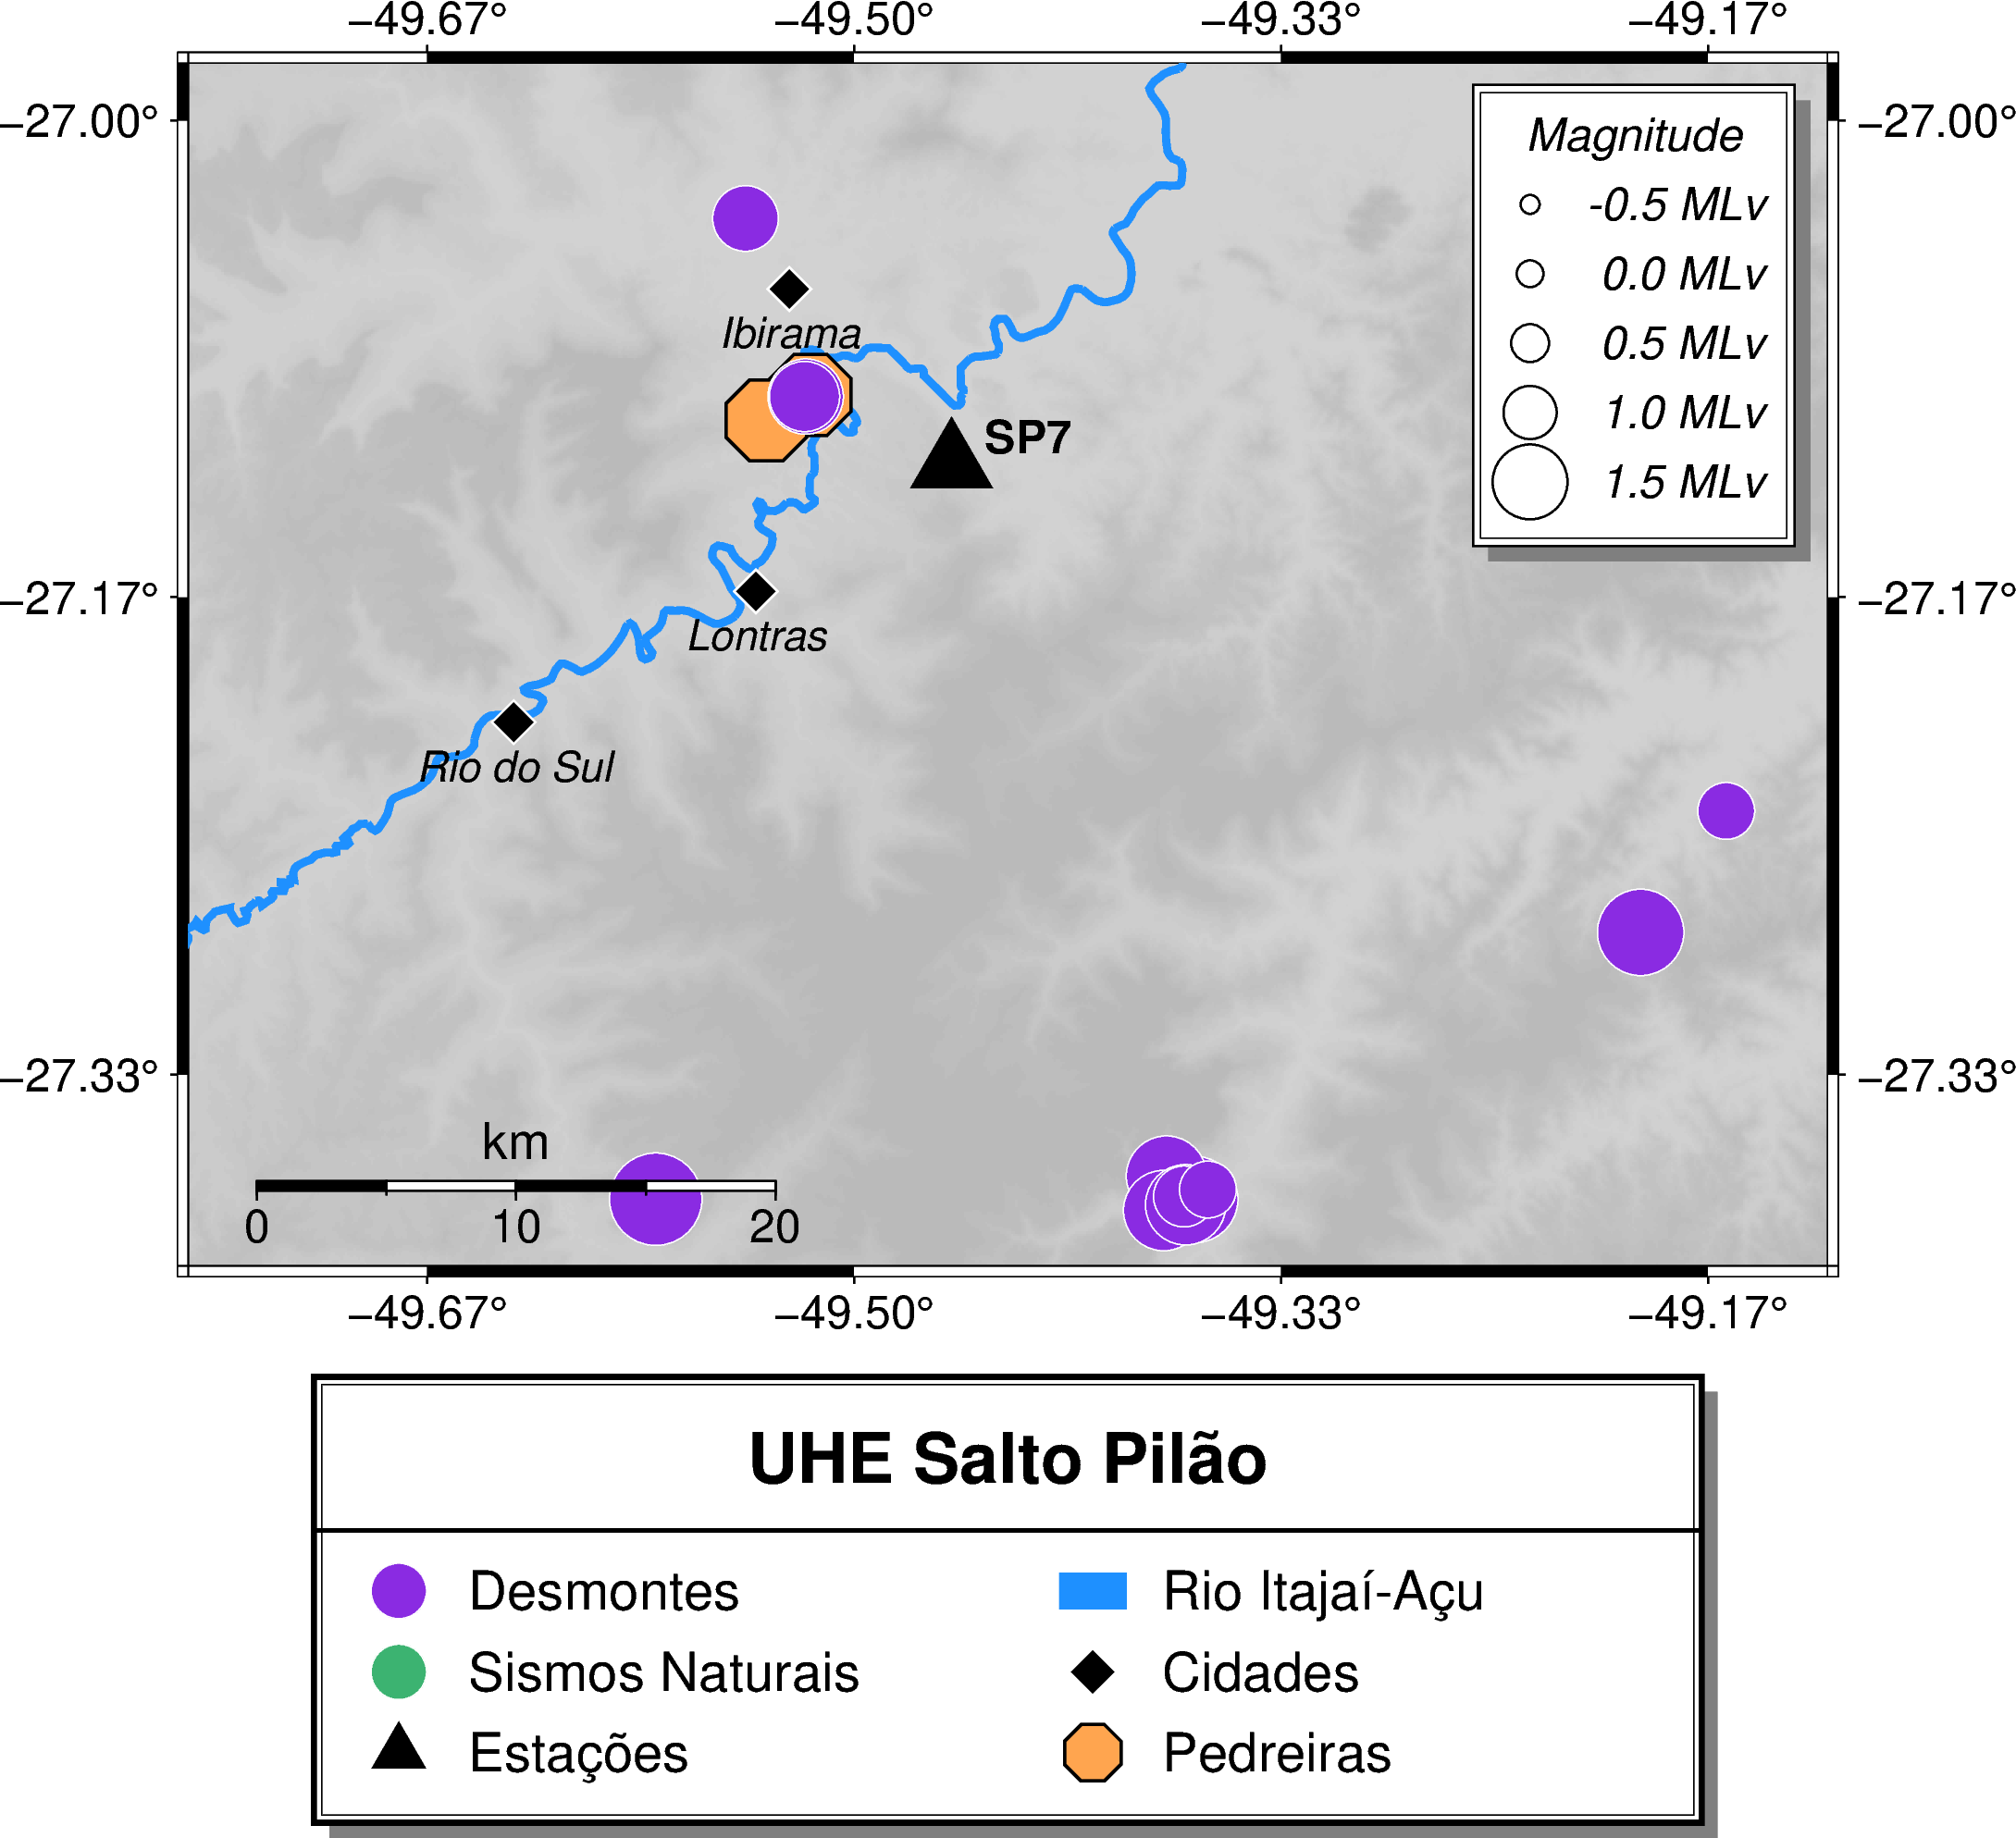 −49.67° −49.50° −49.33° −49.17°
−27.00° −27.00°
Magnitude
-0.5 MLv
0.0 MLv
0.5 MLv
1.0 MLv
1.5 MLv
Ibirama
SP7
−27.17° −27.17°
Lontras
Rio do Sul
−27.33° −27.33°
km
0 10 20
−49.67° −49.50° −49.33° −49.17°
UHE Salto Pilão
Desmontes
Sismos Naturais
Estações
Rio Itajaí-Açu
Cidades
Pedreiras